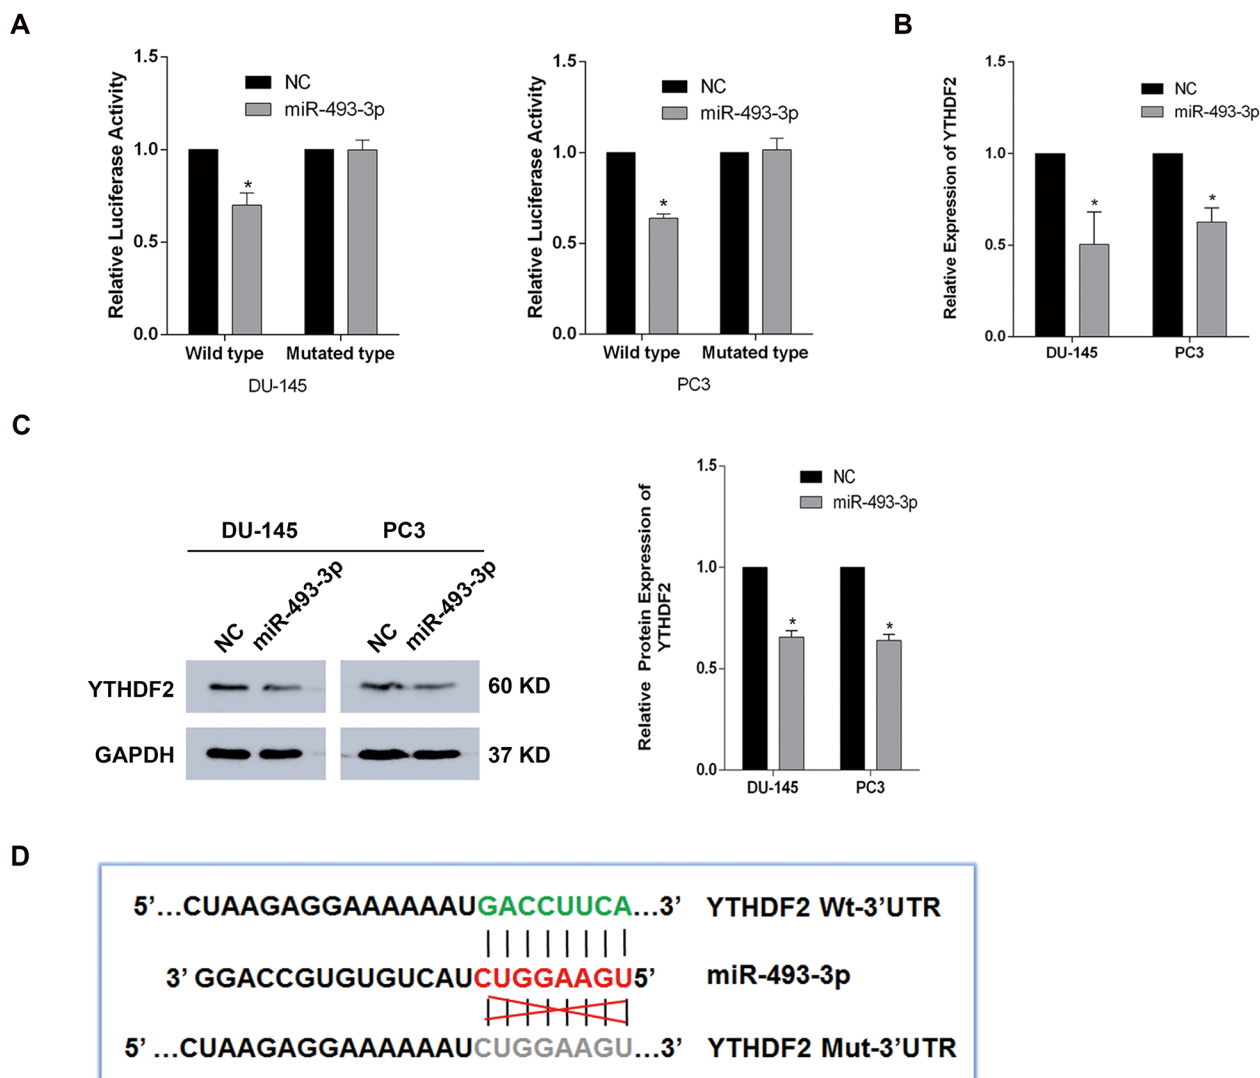 A
Relative Luciferase Activity
1.5
1.0
0.5
0.0
NC
miR-493-3p
*
Wild type
Mutated type
DU-145
Relative Luciferase Activity
1.5
1.0
0.5
0.0
NC
miR-493-3p
*
Wild type
Mutated type
PC3
B
Relative Expression of YTHDF2
1.5
1.0
0.5
0.0
NC
miR-493-3p
*
*
DU-145
PC3
C
DU-145
PC3
NC
miR-493-3p
NC
miR-493-3p
YTHDF2
60 KD
GAPDH
37 KD
Relative Protein Expression of
YTHDF2
1.5
1.0
0.5
0.0
NC
miR-493-3p
*
*
DU-145
PC3
D
5’...CUAAGAGGAAAAAAUGACCUUCA...3’ YTHDF2 Wt-3’UTR
3’ GGACCGUGUGUCAUCUGGAAGU5’ miR-493-3p
5’ ...CUAAGAGGAAAAAAUCUGGAAGU...3’ YTHDF2 Mut-3’UTR